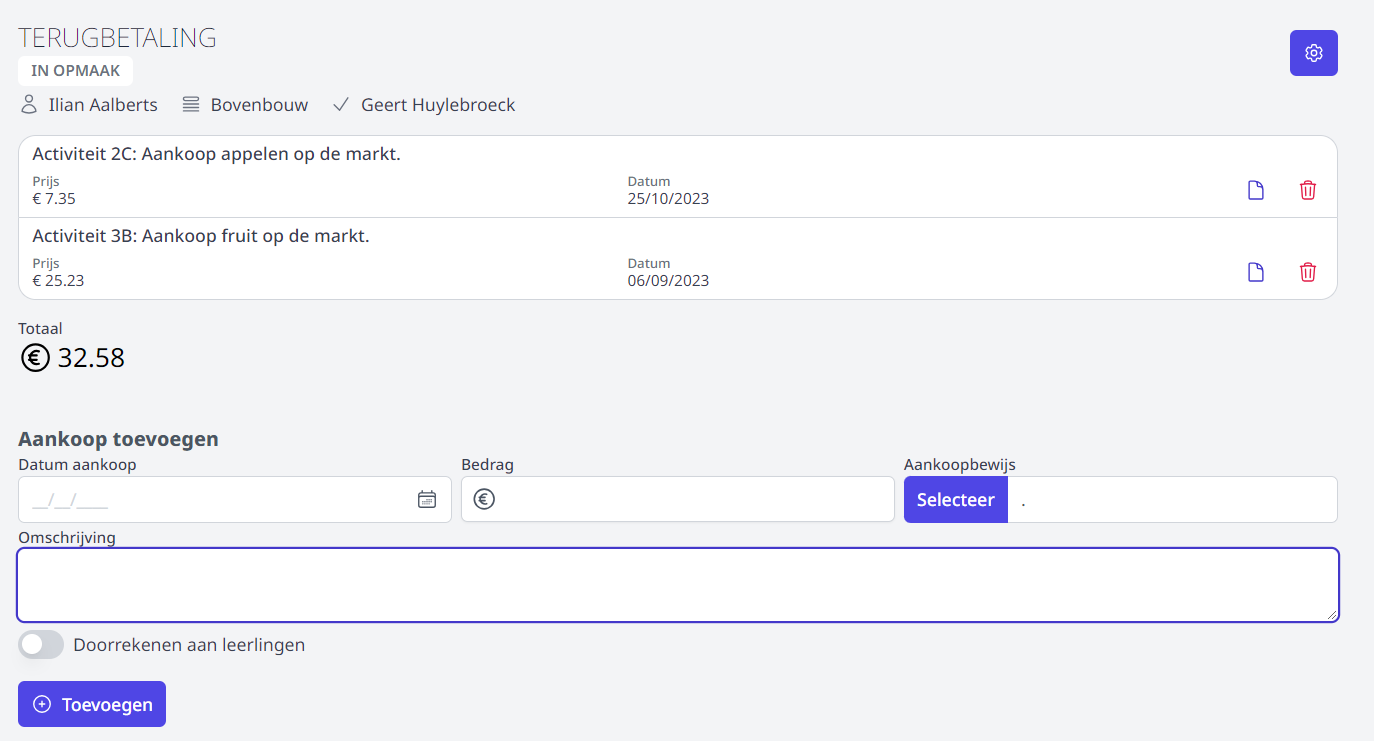 TERUGBETALING
IN OPMAAK
Ilian Aalberts Bovenbouw Geert Huylebroeck
Activiteit 2C: Aankoop appelen op de markt.
Prijs Datum
€ 7.35 25/10/2023
Activiteit 3B: Aankoop fruit op de markt.
Prijs Datum
€ 25.23 06/09/2023
Totaal
€ 32.58
Aankoop toevoegen
Datum aankoop Bedrag Aankoopbewijs
__/__/____ € Selecteer .
Omschrijving
Doorrekenen aan leerlingen
Toevoegen